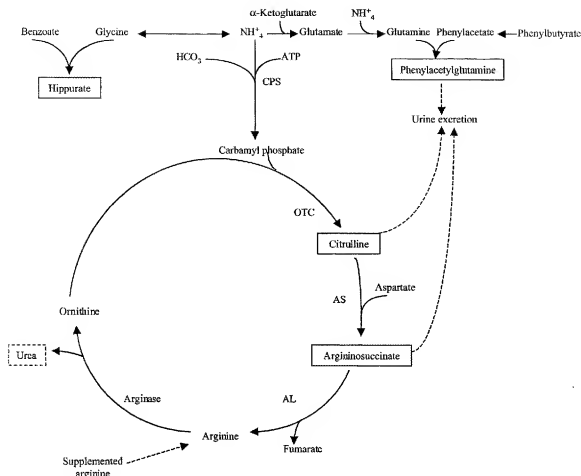 α-Ketoglutarate
NH⁺₄
Benzoate
Glycine
NH⁺₄
Glutamate
Glutamine
Phenylacetate
Phenylbutyrate
HCO₃
ATP
CPS
Hippurate
Phenylacetylglutamine
Urine excretion
Carbamyl phosphate
OTC
Citrulline
Aspartate
AS
Ornithine
Urea
Argininosuccinate
Arginase
AL
Arginine
Fumarate
Supplemented
arginine